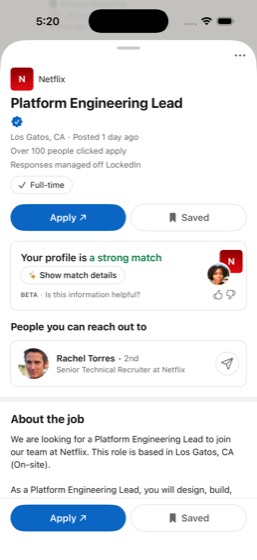 5:20
N Netflix
Platform Engineering Lead
Los Gatos, CA · Posted 1 day ago
Over 100 people clicked apply
Responses managed off LockedIn
✓ Full-time
Apply ↗ Saved
Your profile is a strong match
Show match details
N
BETA · Is this information helpful?
People you can reach out to
Rachel Torres • 2nd
Senior Technical Recruiter at Netflix
About the job
We are looking for a Platform Engineering Lead to join
our team at Netflix. This role is based in Los Gatos, CA
(On-site).
As a Platform Engineering Lead, you will design, build,
Apply ↗ Saved